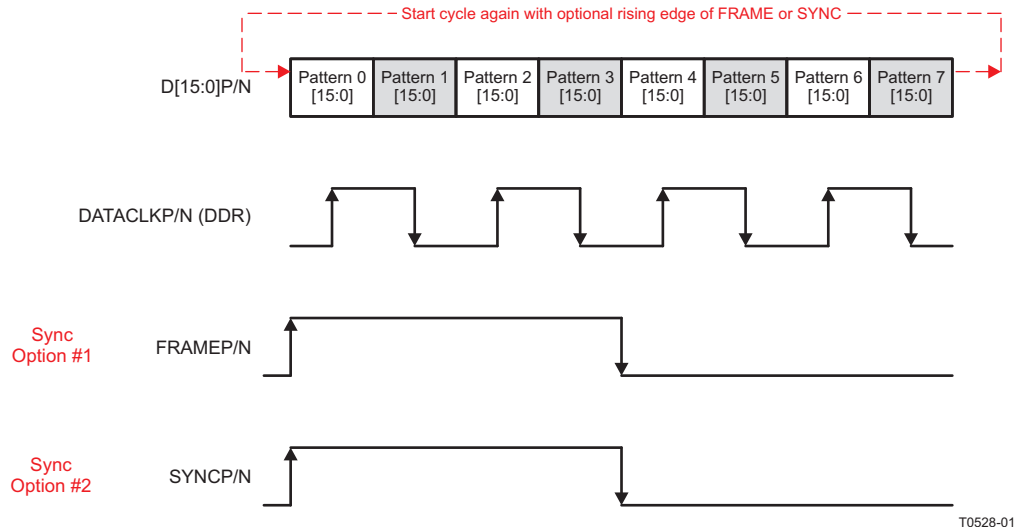 Start cycle again with optional rising edge of FRAME or SYNC
D[15:0]P/N
Pattern 0 [15:0]
Pattern 1 [15:0]
Pattern 2 [15:0]
Pattern 3 [15:0]
Pattern 4 [15:0]
Pattern 5 [15:0]
Pattern 6 [15:0]
Pattern 7 [15:0]
DATACLKP/N (DDR)
Sync
Option #1
FRAMEP/N
Sync
Option #2
SYNCP/N
T0528-01